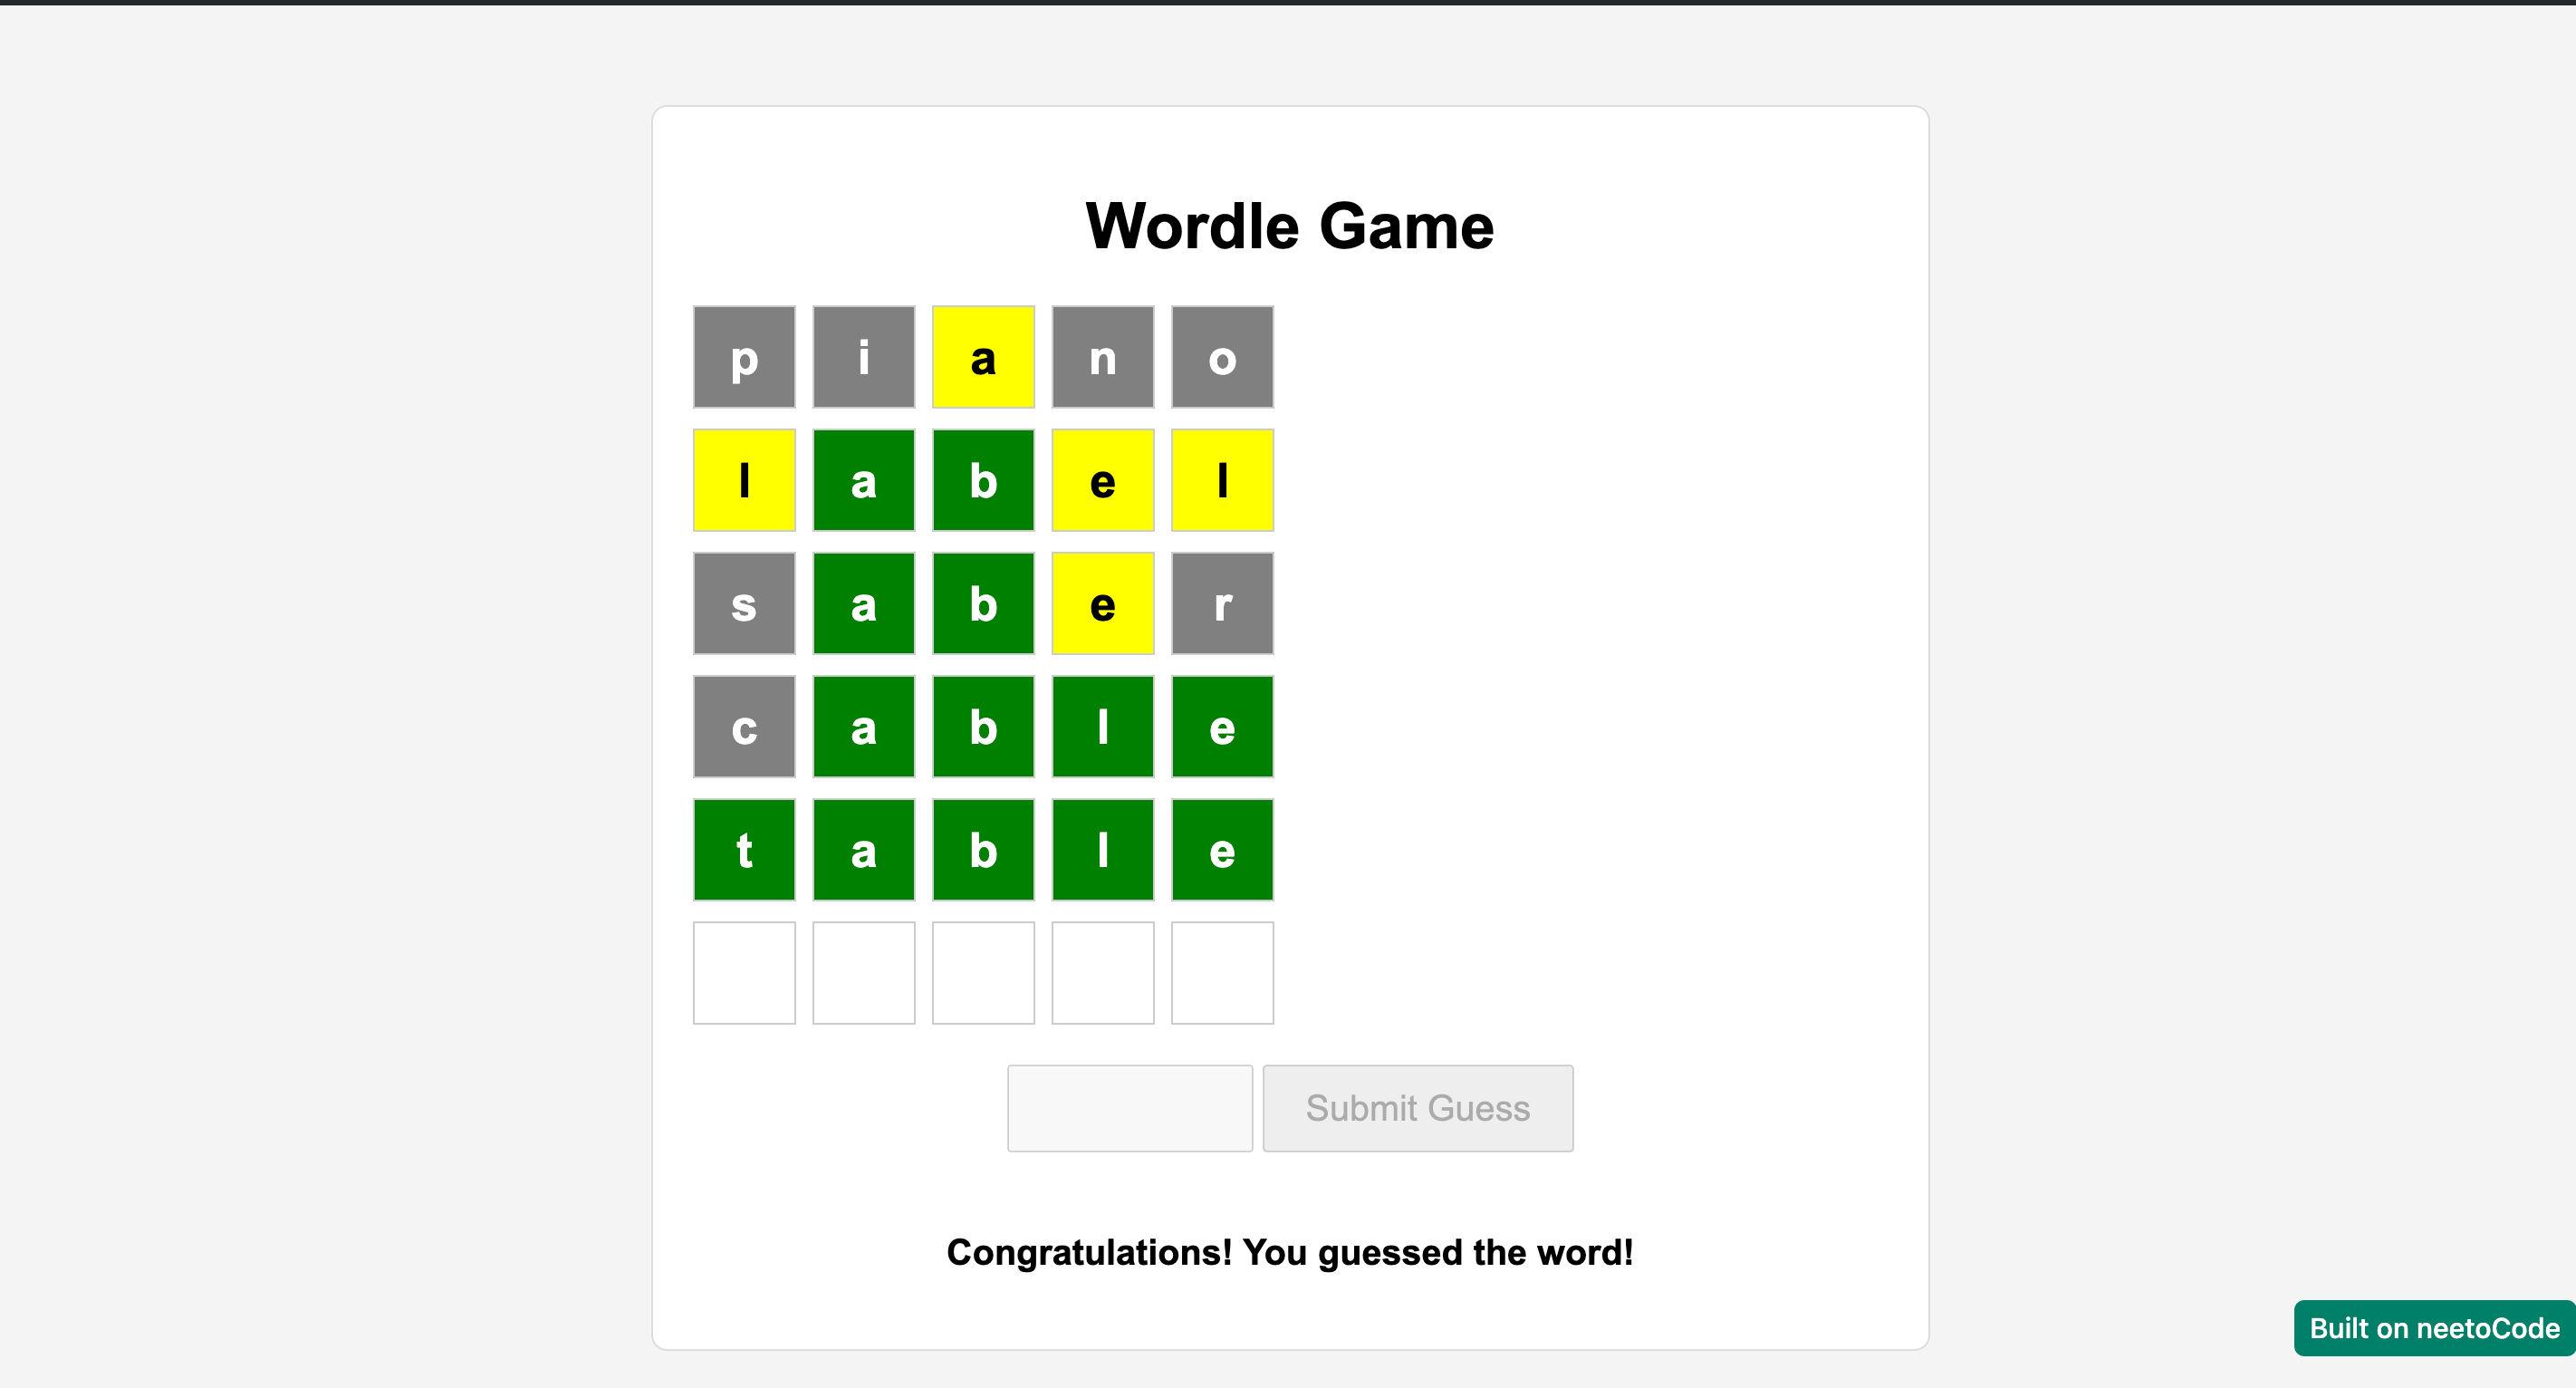 Wordle Game
p i a n o
l a b e l
s a b e r
c a b l e
t a b l e
Submit Guess
Congratulations! You guessed the word!
Built on neetoCode